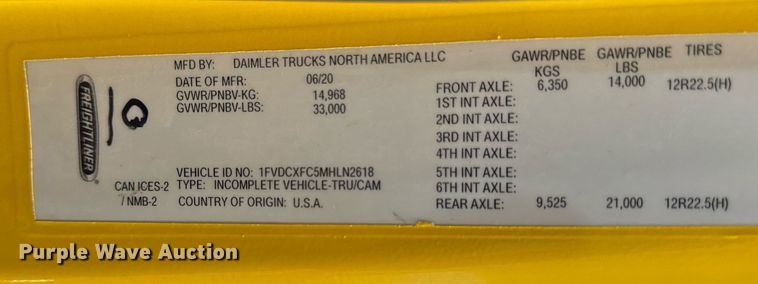 FREIGHTLINER
MFD BY: DAIMLER TRUCKS NORTH AMERICA LLC
DATE OF MFR: 06/20
GVWR/PNBV-KG: 14,968
GVWR/PNBV-LBS: 33,000
VEHICLE ID NO: 1FVDCXFC5MHLN2618
CAN ICES-2 TYPE: INCOMPLETE VEHICLE-TRU/CAM
/ NMB-2 COUNTRY OF ORIGIN: U.S.A.
GAWR/PNBE KGS GAWR/PNBE LBS TIRES
FRONT AXLE: 6,350 14,000 12R22.5(H)
1ST INT AXLE:
2ND INT AXLE:
3RD INT AXLE:
4TH INT AXLE:
5TH INT AXLE:
6TH INT AXLE:
REAR AXLE: 9,525 21,000 12R22.5(H)
Purple Wave Auction